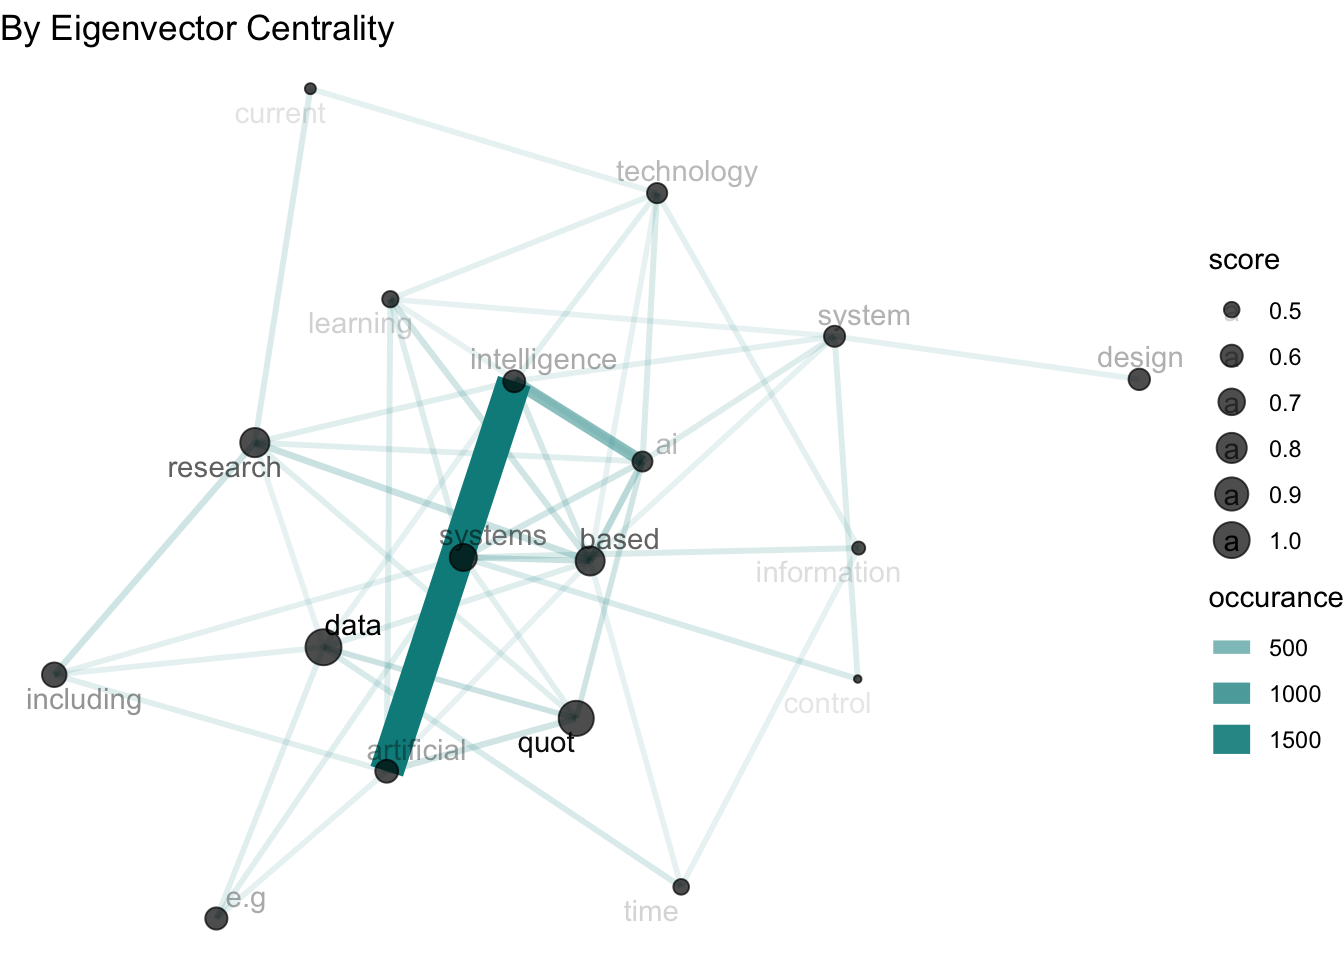 By Eigenvector Centrality
current
technology
learning
system
intelligence
design
ai
research
systems
based
information
data
including
control
quot
artificial
e.g
time
score
0.5
a 0.6
a 0.7
a 0.8
a 0.9
a 1.0
occurance
500
1000
1500